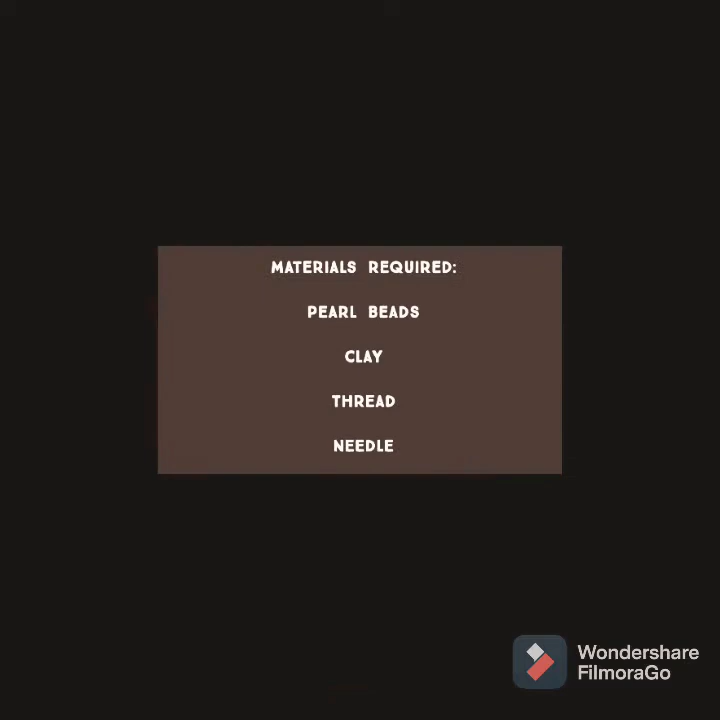 MATERIALS REQUIRED:
PEARL BEADS
CLAY
THREAD
NEEDLE
Wondershare
FilmoraGo